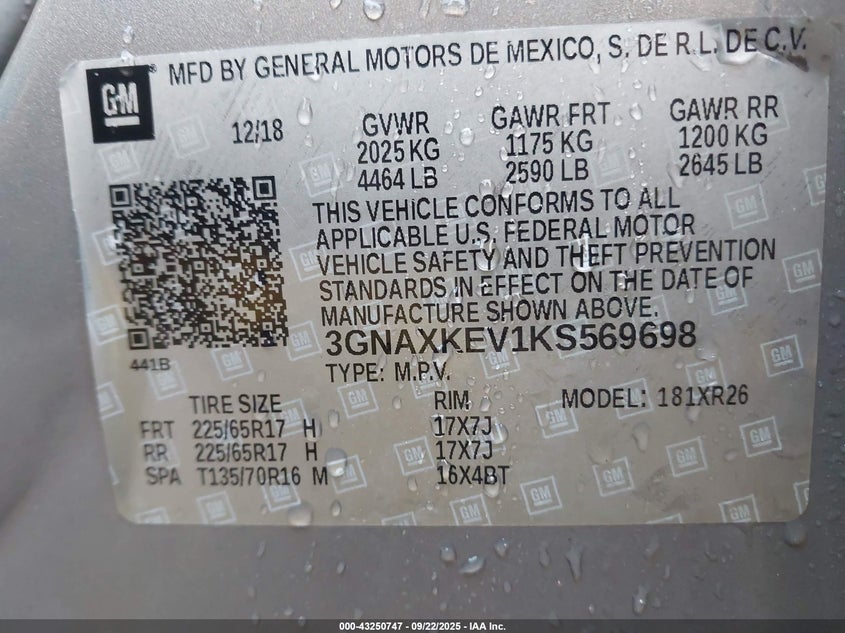 GM
MFD BY GENERAL MOTORS DE MEXICO, S. DE R.L. DE C.V.
12/18
GVWR
2025 KG
4464 LB
GAWR FRT
1175 KG
2590 LB
GAWR RR
1200 KG
2645 LB
THIS VEHICLE CONFORMS TO ALL
APPLICABLE U.S. FEDERAL MOTOR
VEHICLE SAFETY AND THEFT PREVENTION
STANDARDS IN EFFECT ON THE DATE OF
MANUFACTURE SHOWN ABOVE.
441B
3GNAXKEV1KS569698
TYPE: M.P.V.
TIRE SIZE RIM MODEL: 181XR26
FRT 225/65R17 H 17X7J
RR 225/65R17 H 17X7J
SPA T135/70R16 M 16X4BT
000-43250747 - 09/22/2025 - IAA Inc.